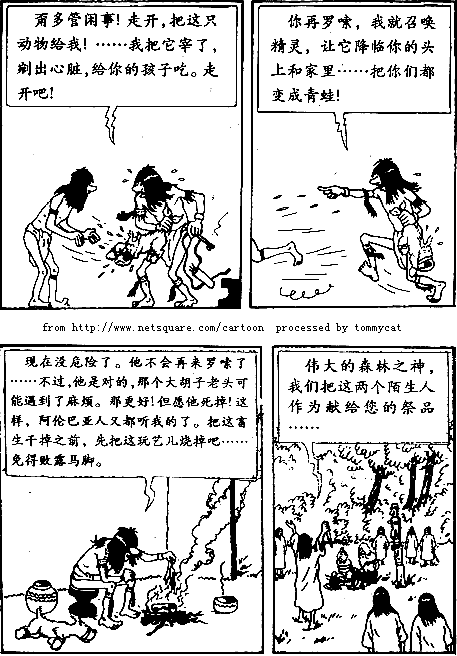 甭多管闲事！走开，把这只
动物给我！……我把它宰了，
剜出心脏，给你的孩子吃。走
开吧！
你再罗嗦，我就召唤
精灵，让它降临你的头
上和家里……把你们都
变成青蛙！
from http://www.netsquare.com/cartoon processed by tommycat
现在没危险了。他不会再来罗嗦了
……不过，他是对的，那个大胡子老头可
能遇到了麻烦。那更好！但愿他死掉！这
样，阿伦巴亚人又都听我的了。把这畜
生干掉之前，先把这玩艺儿烧掉吧……
免得败露马脚。
伟大的森林之神，
我们把这两个陌生人
作为献给您的祭品
……